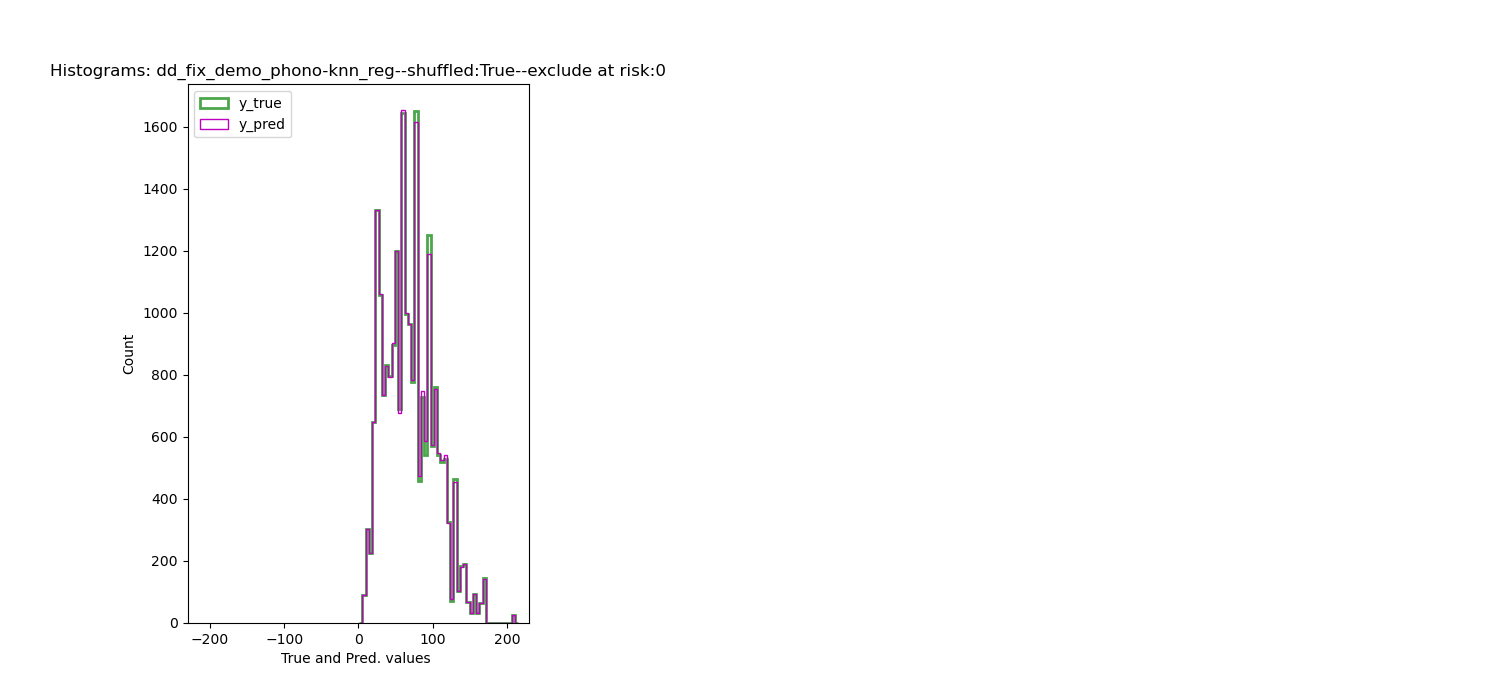 Histograms: dd_fix_demo_phono-knn_reg--shuffled:True--exclude at risk:0
y_true
y_pred
1600
1400
1200
1000
800
600
400
200
0
Count
−200 −100 0 100 200
True and Pred. values